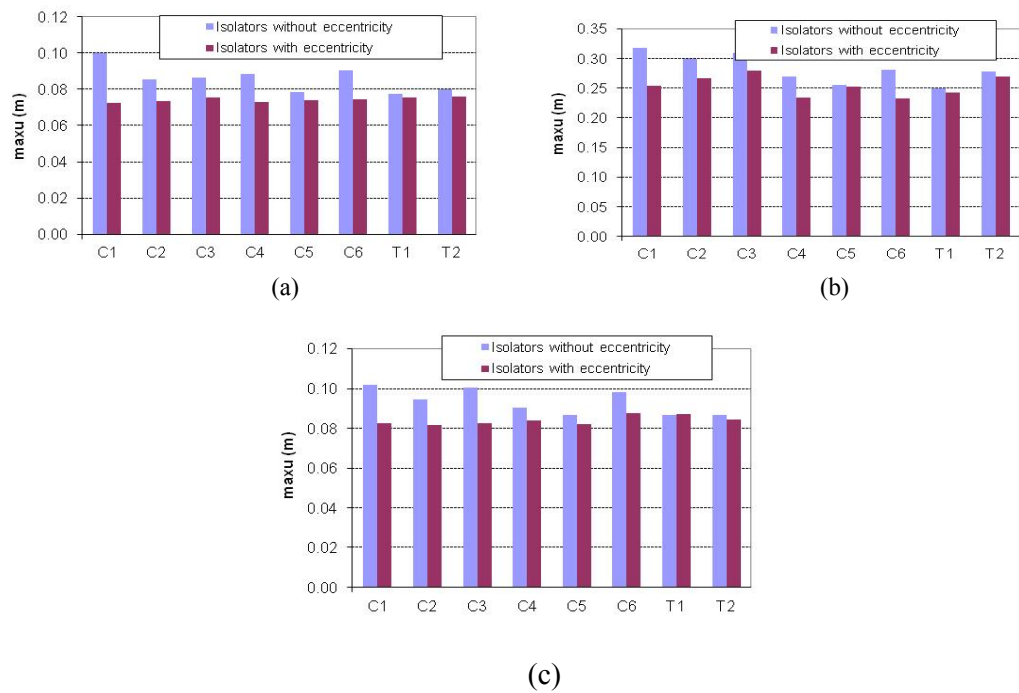 0.12
0.10
0.08
0.06
0.04
0.02
0.00
maxu (m)
Isolators without eccentricity
Isolators with eccentricity
C1 C2 C3 C4 C5 C6 T1 T2
(a)
0.35
0.30
0.25
0.20
0.15
0.10
0.05
0.00
maxu (m)
Isolators without eccentricity
Isolators with eccentricity
C1 C2 C3 C4 C5 C6 T1 T2
(b)
0.12
0.10
0.08
0.06
0.04
0.02
0.00
maxu (m)
Isolators without eccentricity
Isolators with eccentricity
C1 C2 C3 C4 C5 C6 T1 T2
(c)